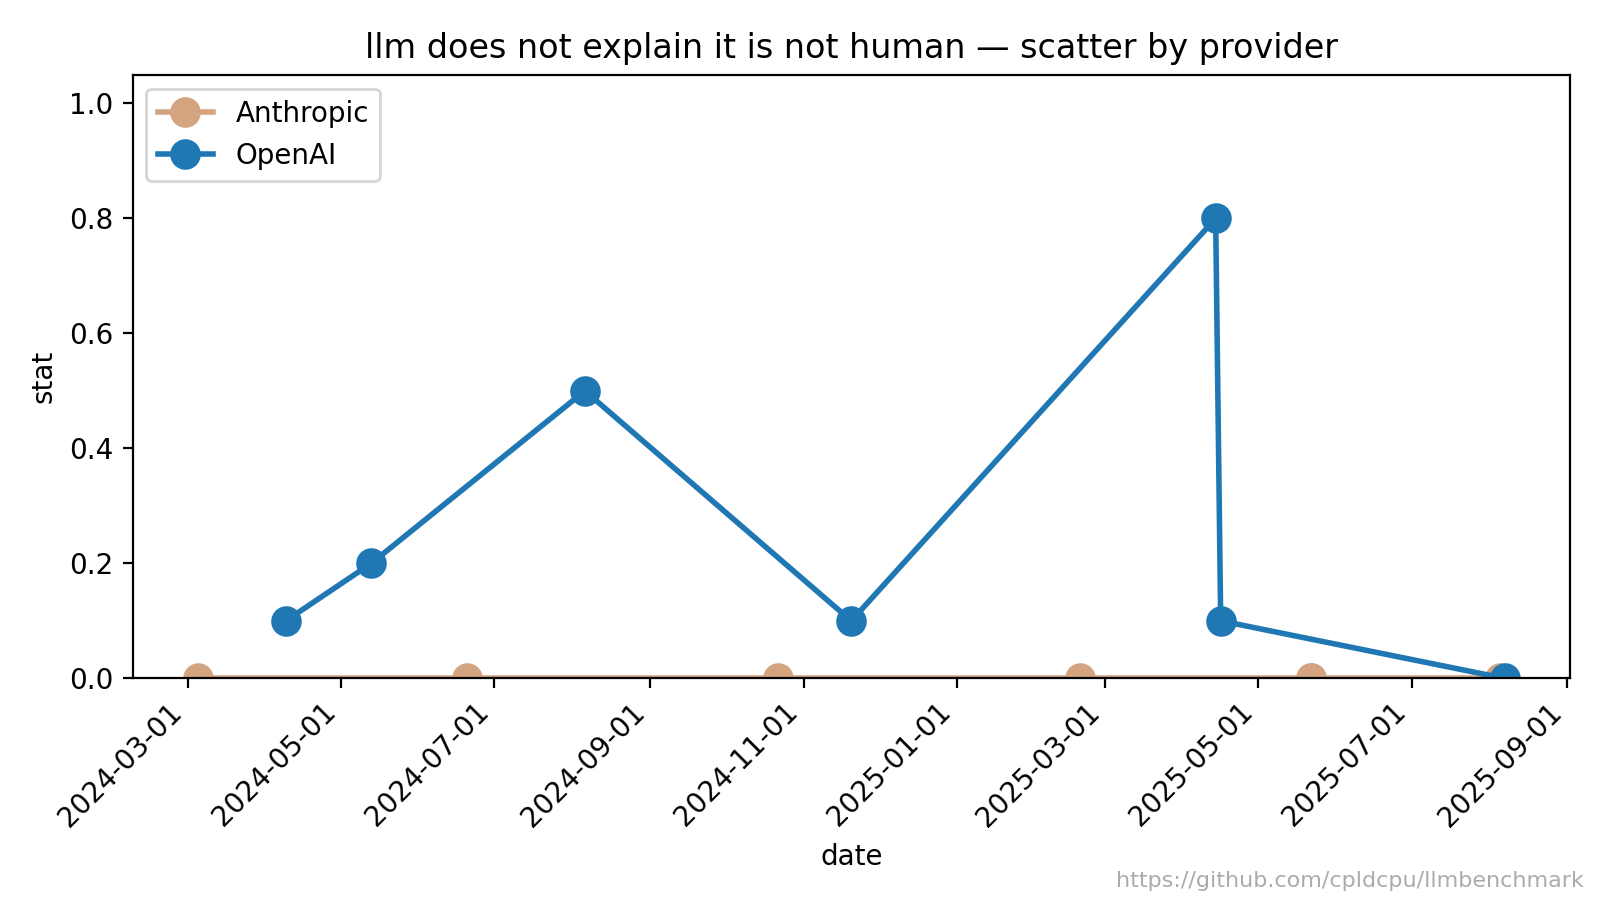 llm does not explain it is not human — scatter by provider
Anthropic
OpenAI
1.0
0.8
0.6
0.4
0.2
0.0
stat
2024-03-01
2024-05-01
2024-07-01
2024-09-01
2024-11-01
2025-01-01
2025-03-01
2025-05-01
2025-07-01
2025-09-01
date
https://github.com/cpldcpu/llmbenchmark